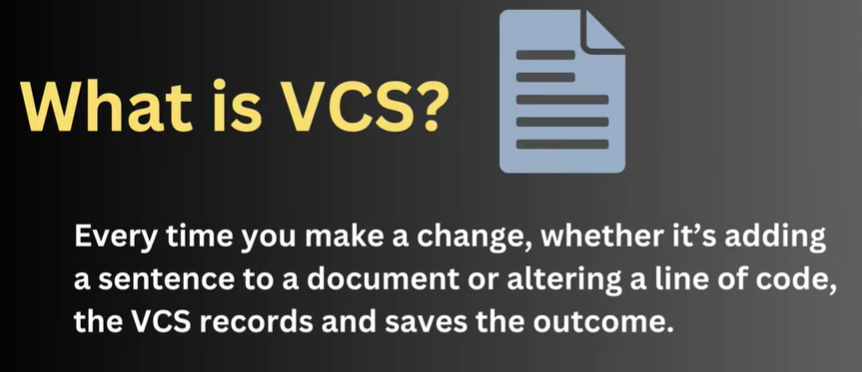 What is VCS?
Every time you make a change, whether it’s adding
a sentence to a document or altering a line of code,
the VCS records and saves the outcome.